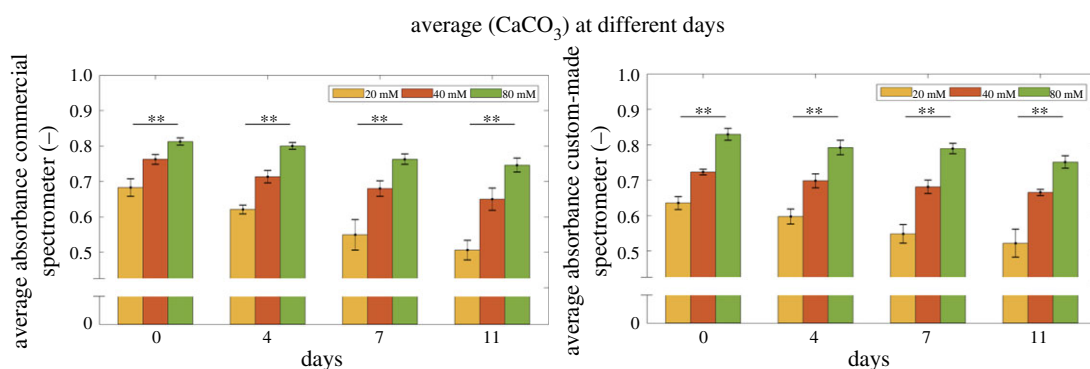 average (CaCO₃) at different days
average absorbance commercial
spectrometer (–)
1.0
0.9
0.8
0.7
0.6
0.5
0
20 mM 40 mM 80 mM
** ** ** **
0 4 7 11
days
average absorbance custom-made
spectrometer (–)
1.0
0.9
0.8
0.7
0.6
0.5
0
20 mM 40 mM 80 mM
** ** ** **
0 4 7 11
days